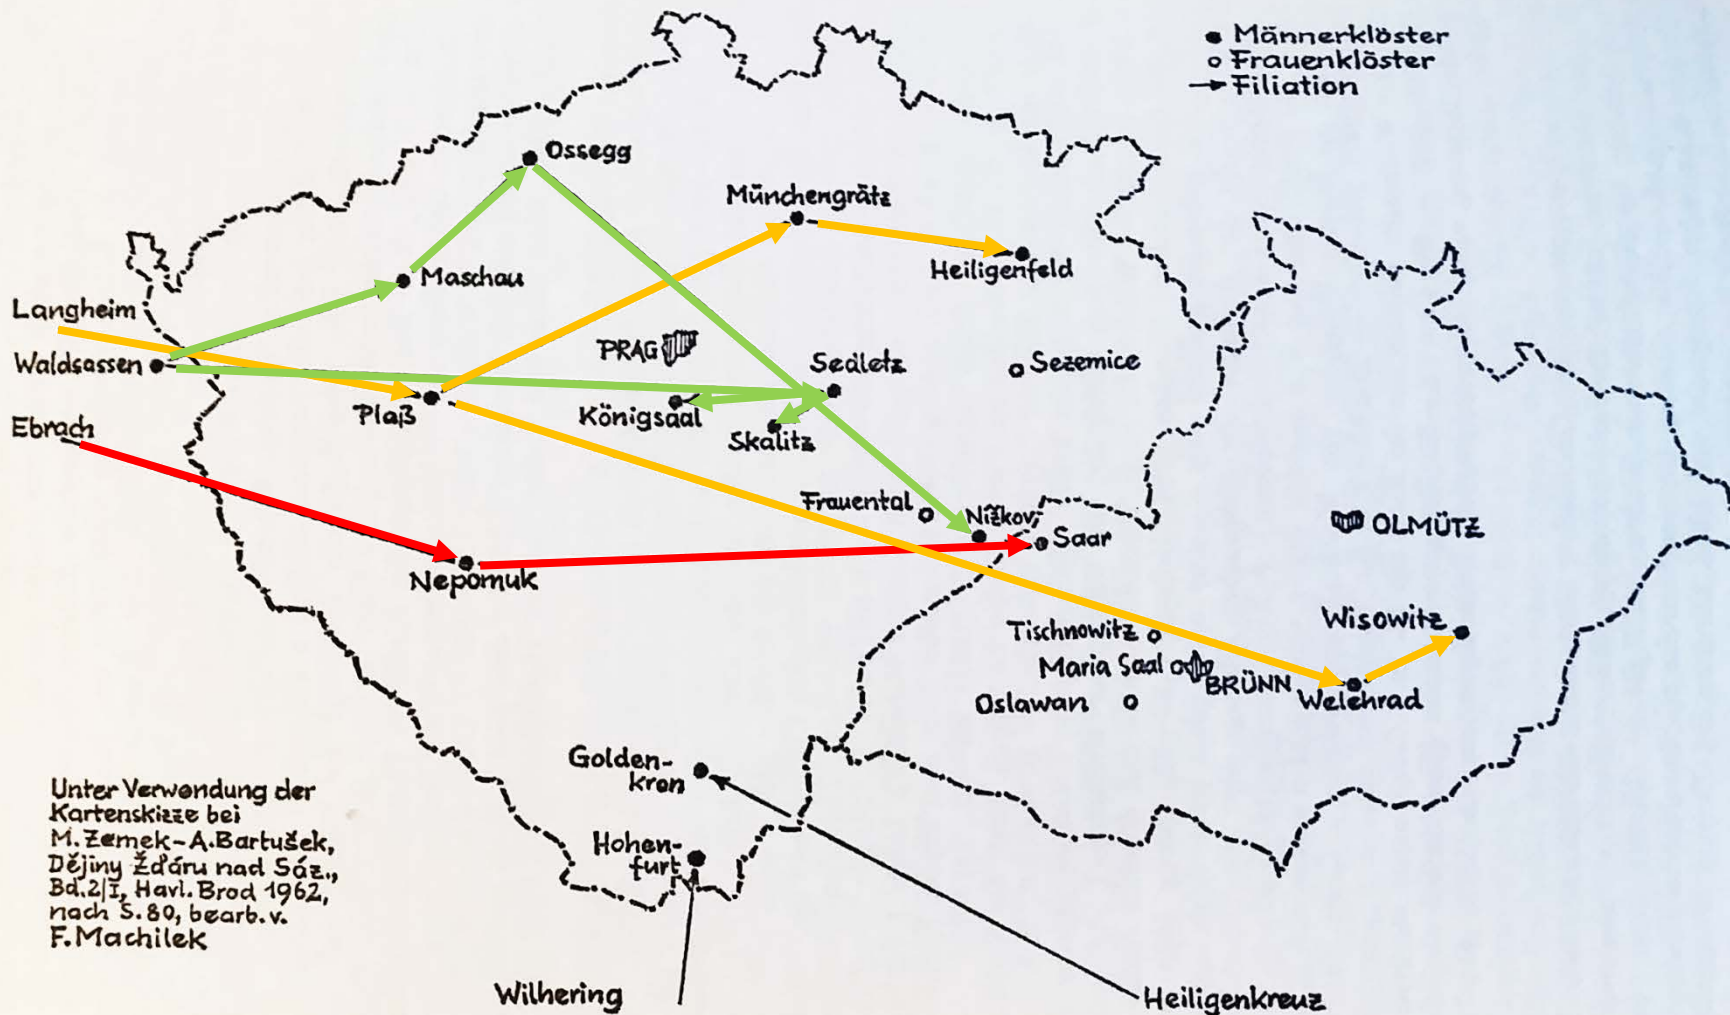 Männerklöster
Frauenklöster
Filiation
Ossegg
Münchengrätz
Heiligenfeld
Maschau
Langheim
Waldsassen
PRAG
Sedletz
Sezemice
Plaß
Königsaal
Skalitz
Ebrach
Frauental
Nížkov
Saar
OLMÜTZ
Nepomuk
Tischnowitz
Wisowitz
Maria Saal
BRÜNN
Oslawan
Welehrad
Golden-
kron
Hohen-
furt
Unter Verwendung der
Kartenskizze bei
M. Zemek-A. Bartušek,
Dějiny Žďáru nad Sáz.,
Bd.2/I, Havl. Brod 1962,
nach S.80, bearb. v.
F. Machilek
Wilhering
Heiligenkreuz